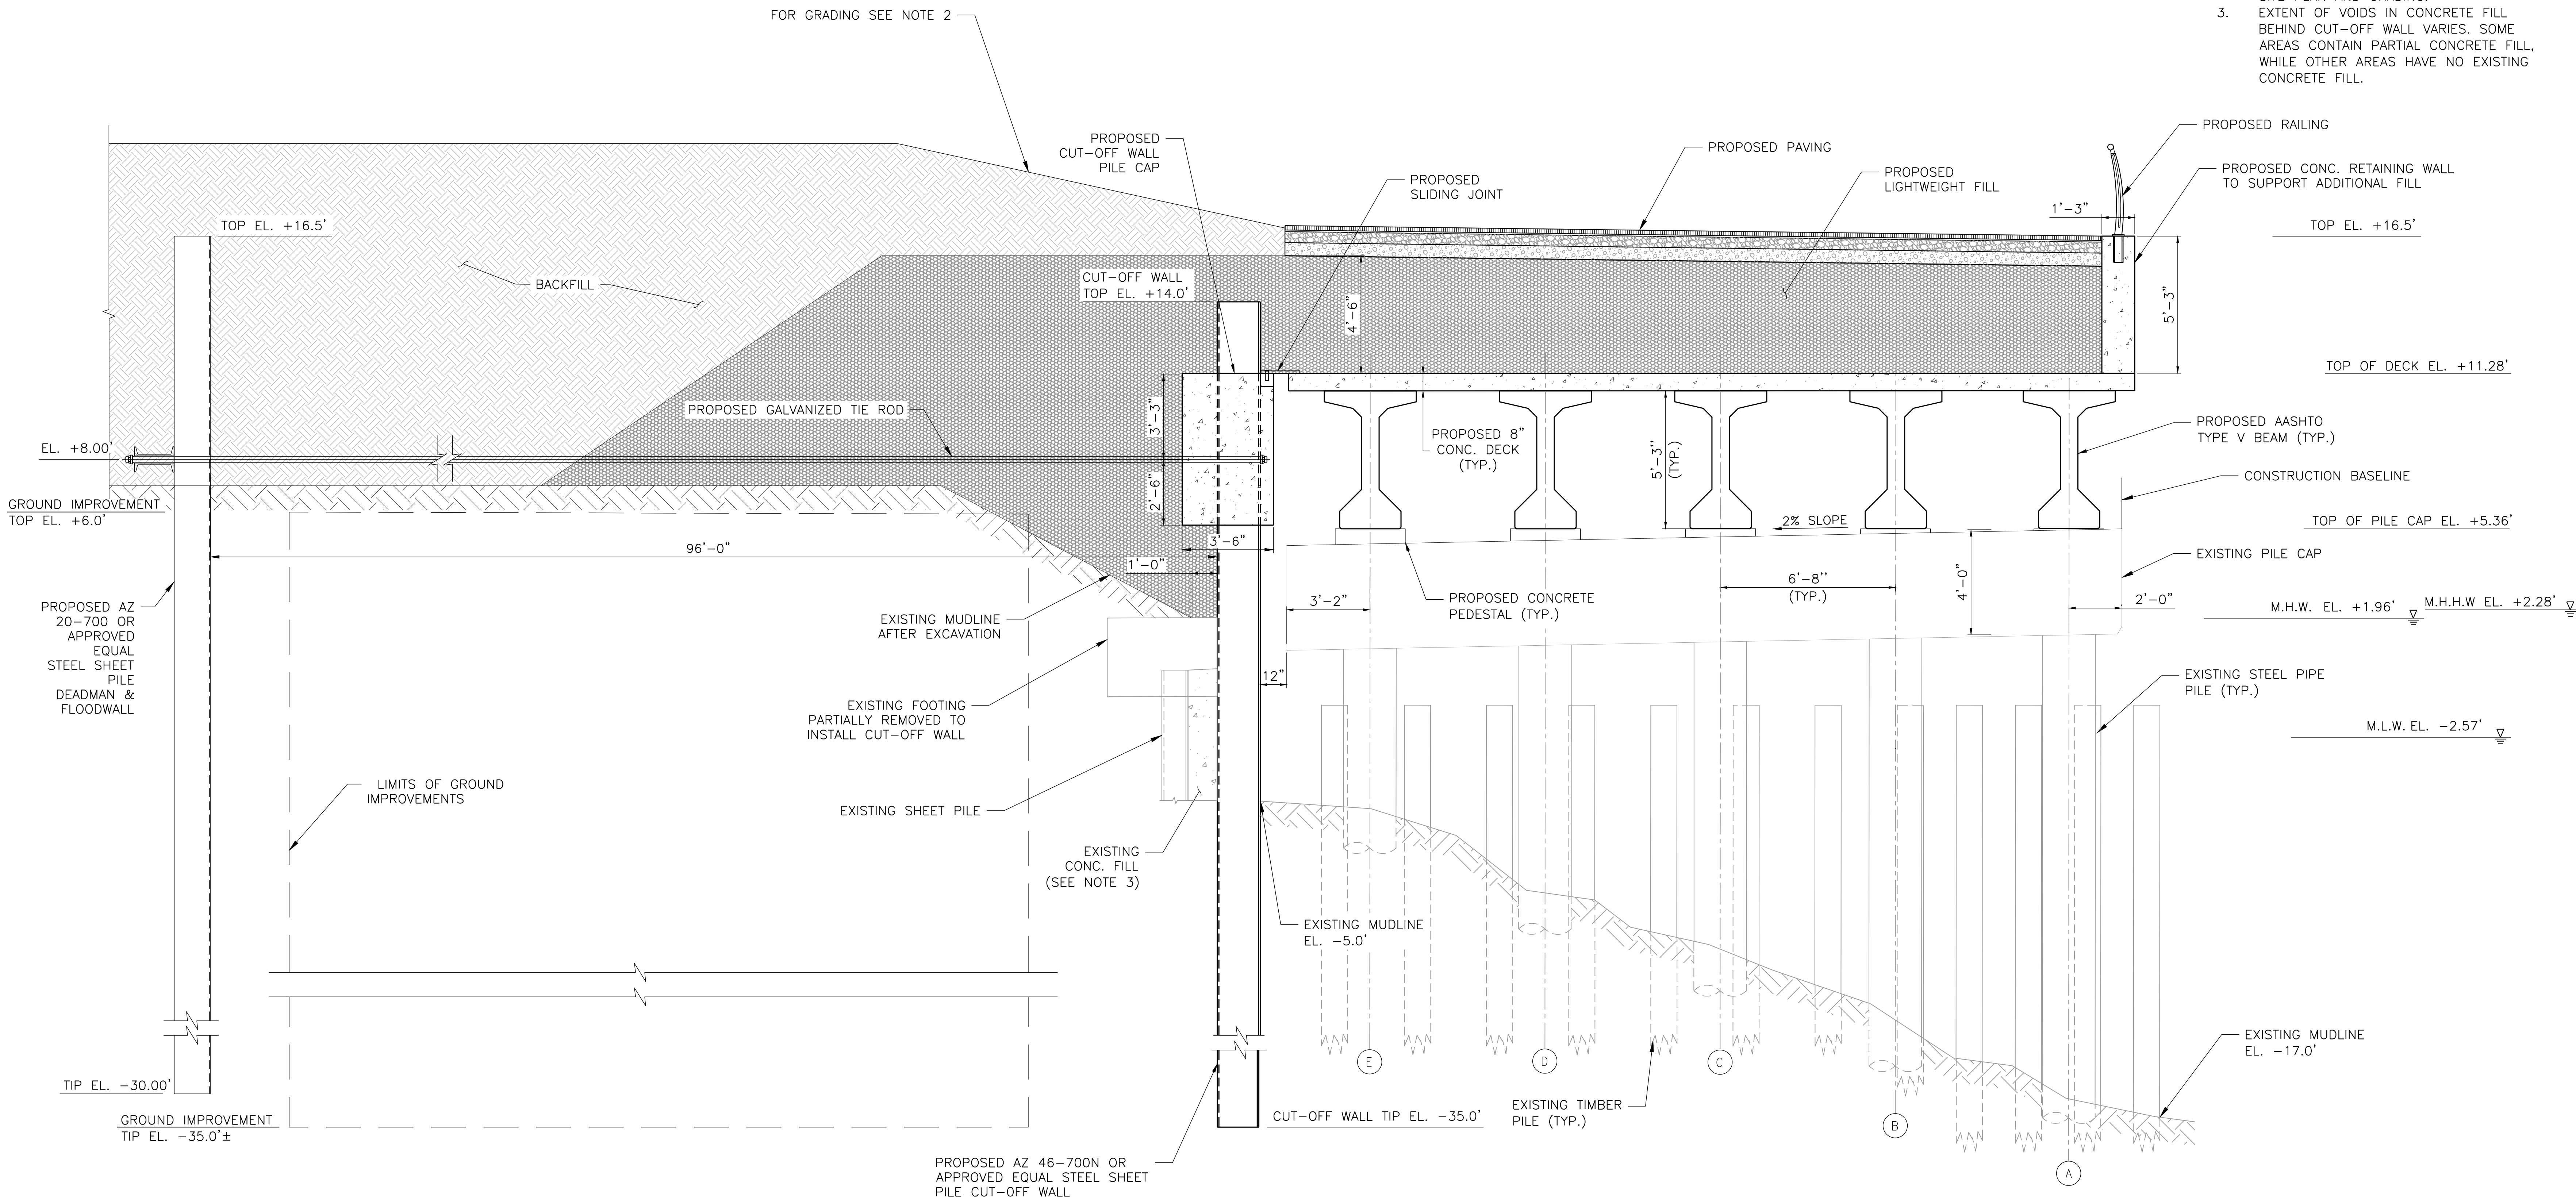 FOR GRADING SEE NOTE 2
3. EXTENT OF VOIDS IN CONCRETE FILL
BEHIND CUT-OFF WALL VARIES. SOME
AREAS CONTAIN PARTIAL CONCRETE FILL,
WHILE OTHER AREAS HAVE NO EXISTING
CONCRETE FILL.
PROPOSED RAILING
PROPOSED
CUT-OFF WALL
PILE CAP
PROPOSED PAVING
PROPOSED
SLIDING JOINT
PROPOSED
LIGHTWEIGHT FILL
PROPOSED CONC. RETAINING WALL
TO SUPPORT ADDITIONAL FILL
1'-3"
TOP EL. +16.5'
TOP EL. +16.5'
BACKFILL
CUT-OFF WALL
TOP EL. +14.0'
4'-6"
5'-3"
TOP OF DECK EL. +11.28'
PROPOSED GALVANIZED TIE ROD
3'-3"
PROPOSED 8"
CONC. DECK
(TYP.)
5'-3"
(TYP.)
PROPOSED AASHTO
TYPE V BEAM (TYP.)
EL. +8.00'
CONSTRUCTION BASELINE
2'-6"
GROUND IMPROVEMENT
TOP EL. +6.0'
2% SLOPE
TOP OF PILE CAP EL. +5.36'
96'-0"
3'-6"
1'-0"
EXISTING PILE CAP
4'-0"
6'-8"
(TYP.)
3'-2"
2'-0"
PROPOSED CONCRETE
PEDESTAL (TYP.)
M.H.W. EL. +1.96'
M.H.H.W EL. +2.28'
PROPOSED AZ
20-700 OR
APPROVED
EQUAL
STEEL SHEET
PILE
DEADMAN &
FLOODWALL
EXISTING MUDLINE
AFTER EXCAVATION
12"
EXISTING STEEL PIPE
PILE (TYP.)
EXISTING FOOTING
PARTIALLY REMOVED TO
INSTALL CUT-OFF WALL
M.L.W. EL. -2.57'
LIMITS OF GROUND
IMPROVEMENTS
EXISTING SHEET PILE
EXISTING
CONC. FILL
(SEE NOTE 3)
EXISTING MUDLINE
EL. -5.0'
EXISTING MUDLINE
EL. -17.0'
E
D
C
B
A
TIP EL. -30.00'
GROUND IMPROVEMENT
TIP EL. -35.0'±
CUT-OFF WALL TIP EL. -35.0'
EXISTING TIMBER
PILE (TYP.)
PROPOSED AZ 46-700N OR
APPROVED EQUAL STEEL SHEET
PILE CUT-OFF WALL